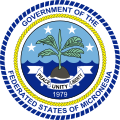 GOVERNMENT OF THE
PEACE UNITY LIBERTY
1979
FEDERATED STATES OF MICRONESIA